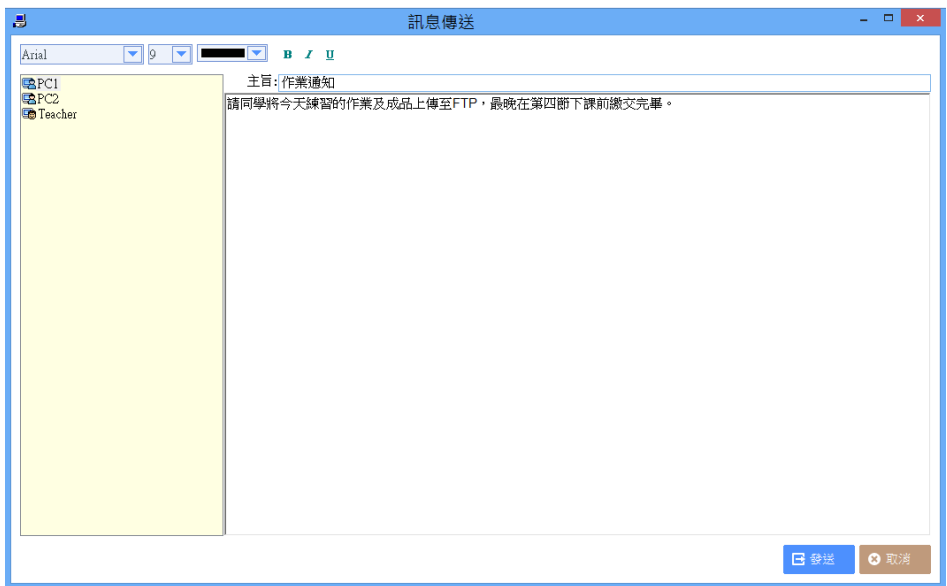 訊息傳送
Arial 9 B I U
PC1
PC2
Teacher
主旨: 作業通知
請同學將今天練習的作業及成品上傳至FTP，最晚在第四節下課前繳交完畢。
發送 取消